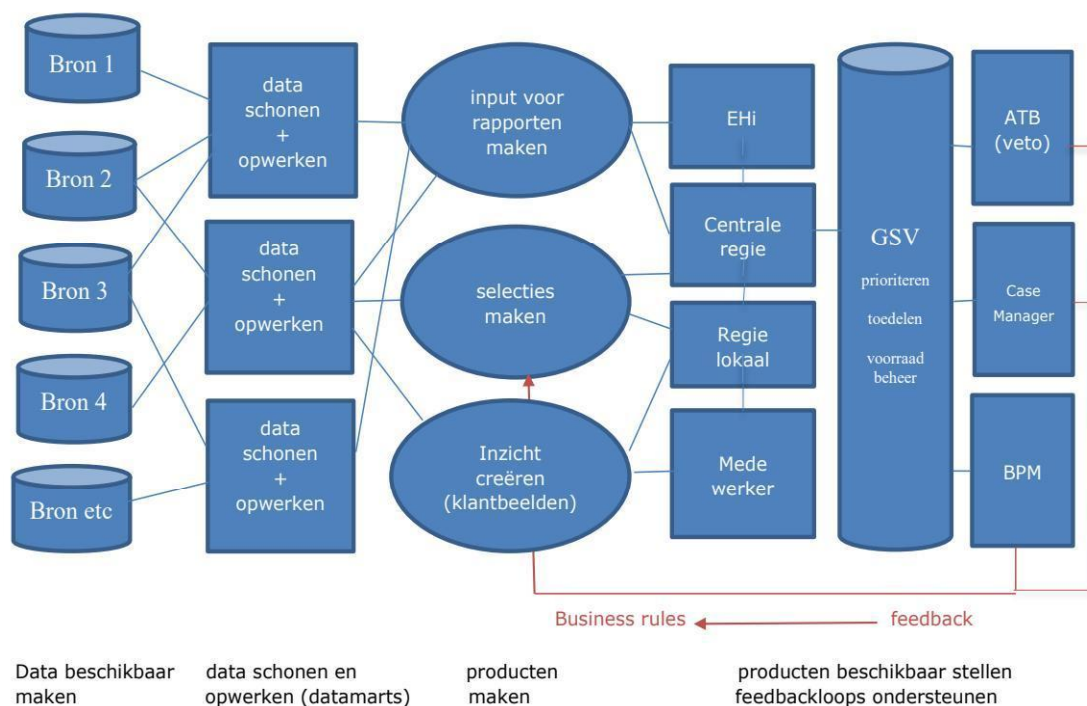 Bron 1
Bron 2
Bron 3
Bron 4
Bron etc
data
schonen
+
opwerken
data
schonen
+
opwerken
data
schonen
+
opwerken
input voor
rapporten
maken
selecties
maken
Inzicht
creëren
(klantbeelden)
EHi
Centrale
regie
Regie
lokaal
Mede
werker
GSV
prioriteren
toedelen
voorraad
beheer
ATB
(veto)
Case
Manager
BPM
Business rules
feedback
Data beschikbaar
maken
data schonen en
opwerken (datamarts)
producten
maken
producten beschikbaar stellen
feedbackloops ondersteunen